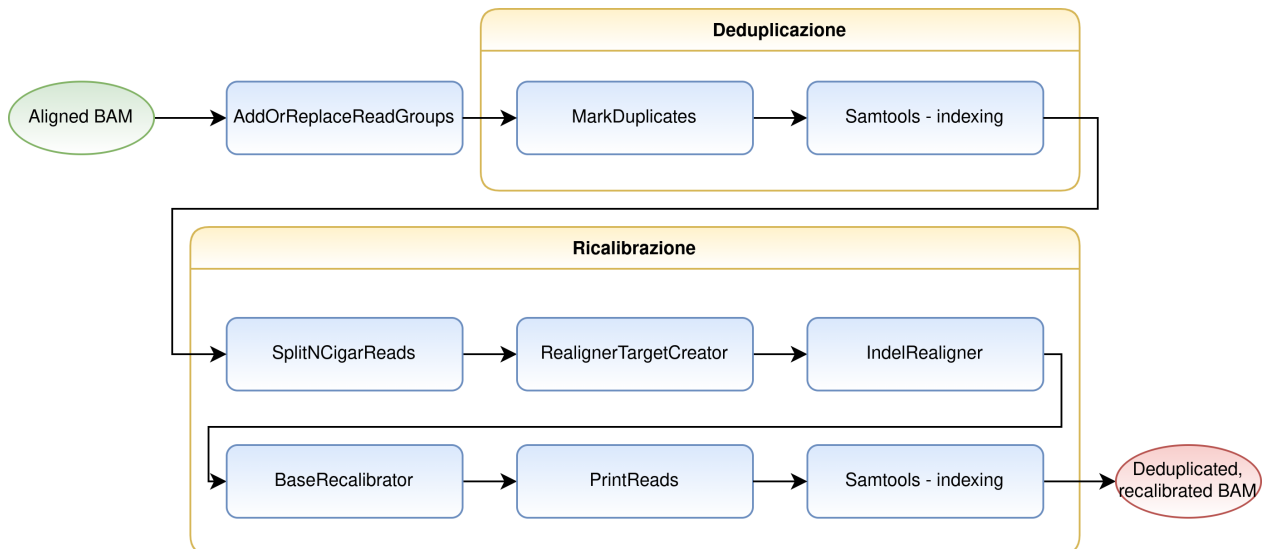 Deduplicazione
Aligned BAM
AddOrReplaceReadGroups
MarkDuplicates
Samtools - indexing
Ricalibrazione
SplitNCigarReads
RealignerTargetCreator
IndelRealigner
BaseRecalibrator
PrintReads
Samtools - indexing
Deduplicated,
recalibrated BAM